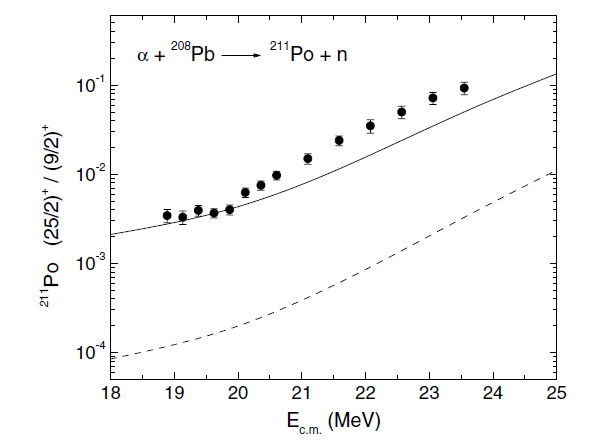 α + ²⁰⁸Pb ⟶ ²¹¹Po + n
10⁻¹
10⁻²
10⁻³
10⁻⁴
²¹¹Po (25/2)⁺ / (9/2)⁺
18 19 20 21 22 23 24 25
E_c.m. (MeV)